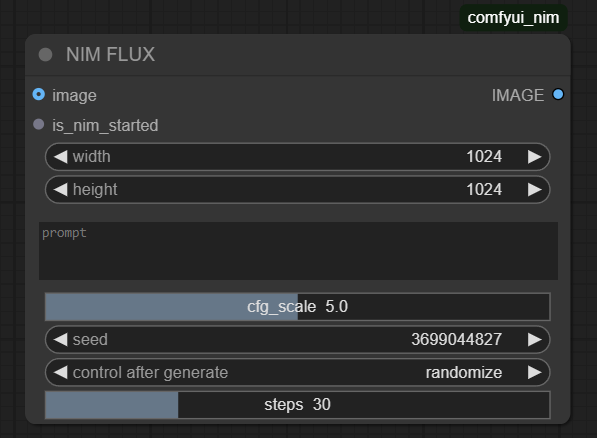 comfyui_nim
NIM FLUX
image IMAGE
is_nim_started
width 1024
height 1024
prompt
cfg_scale 5.0
seed 3699044827
control after generate randomize
steps 30